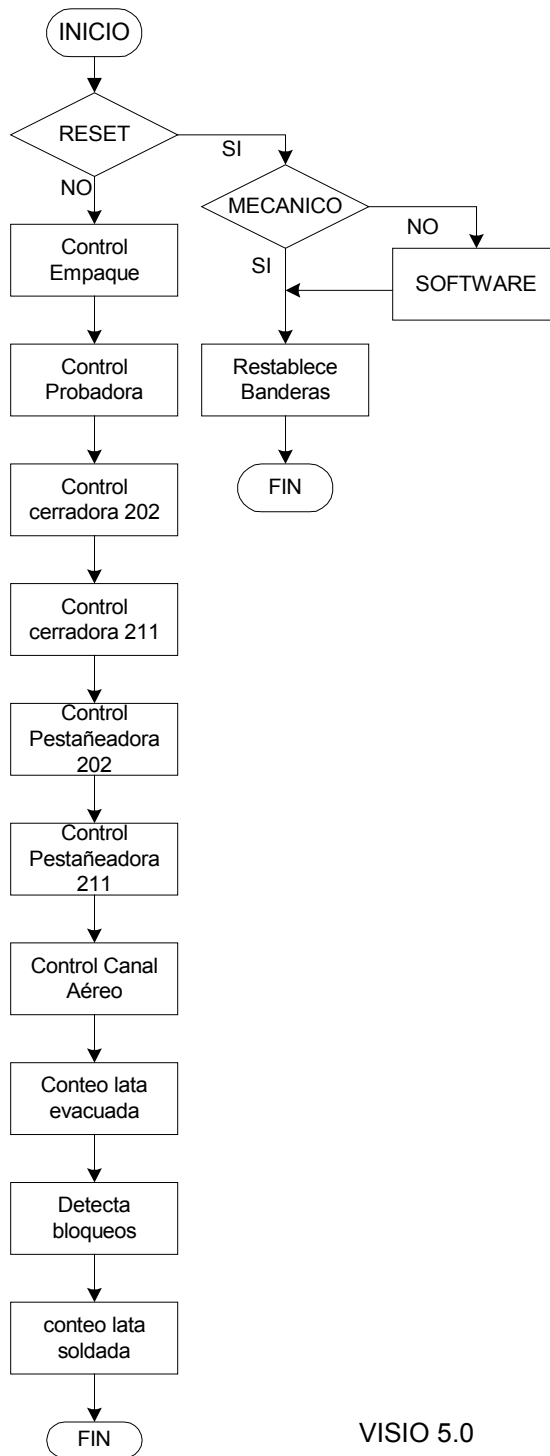 INICIO
RESET
SI
NO
MECANICO
NO
SI
Control
Empaque
SOFTWARE
Control
Probadora
Restablece
Banderas
FIN
Control
cerradora 202
Control
cerradora 211
Control
Pestañeadora
202
Control
Pestañeadora
211
Control Canal
Aéreo
Conteo lata
evacuada
Detecta
bloqueos
conteo lata
soldada
FIN
VISIO 5.0